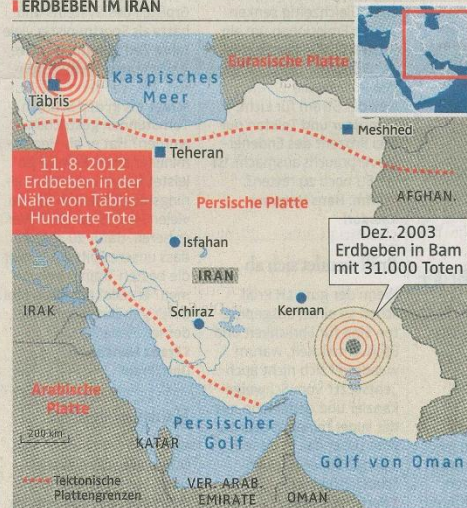 ERDBEBEN IM IRAN
Eurasische Platte
Kaspisches
Meer
Täbris
Meshhed
Teheran
11. 8. 2012
Erdbeben in der
Nähe von Täbris –
Hunderte Tote
AFGHAN.
Persische Platte
Dez. 2003
Erdbeben in Bam
mit 31.000 Toten
Isfahan
IRAN
IRAK
Schiraz
Kerman
Arabische
Platte
200 km
Persischer
Golf
KATAR
Golf von Oman
Tektonische
Plattengrenzen
VER. ARAB.
EMIRATE
OMAN